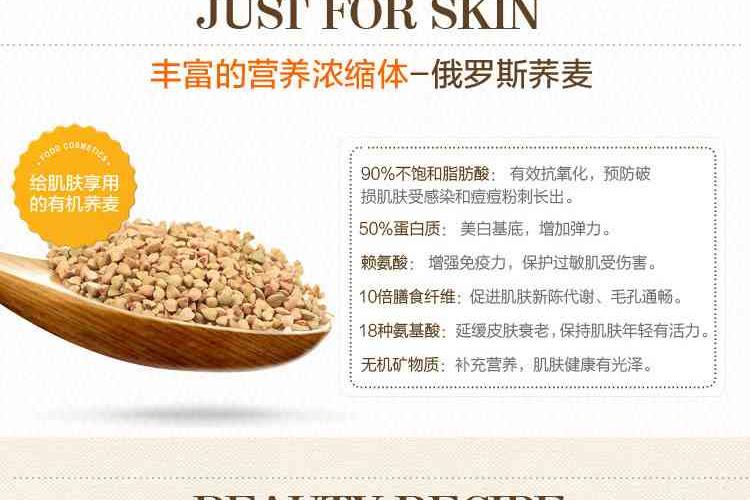 JUST FOR SKIN
丰富的营养浓缩体-俄罗斯荞麦
FOOD COSMETICS
给肌肤享用
的有机荞麦
90%不饱和脂肪酸： 有效抗氧化，预防破
损肌肤受感染和痘痘粉刺长出。
50%蛋白质： 美白基底，增加弹力。
赖氨酸： 增强免疫力，保护过敏肌受伤害。
10倍膳食纤维：促进肌肤新陈代谢、毛孔通畅。
18种氨基酸：延缓皮肤衰老，保持肌肤年轻有活力。
无机矿物质：补充营养，肌肤健康有光泽。
BEAUTY RECIPE